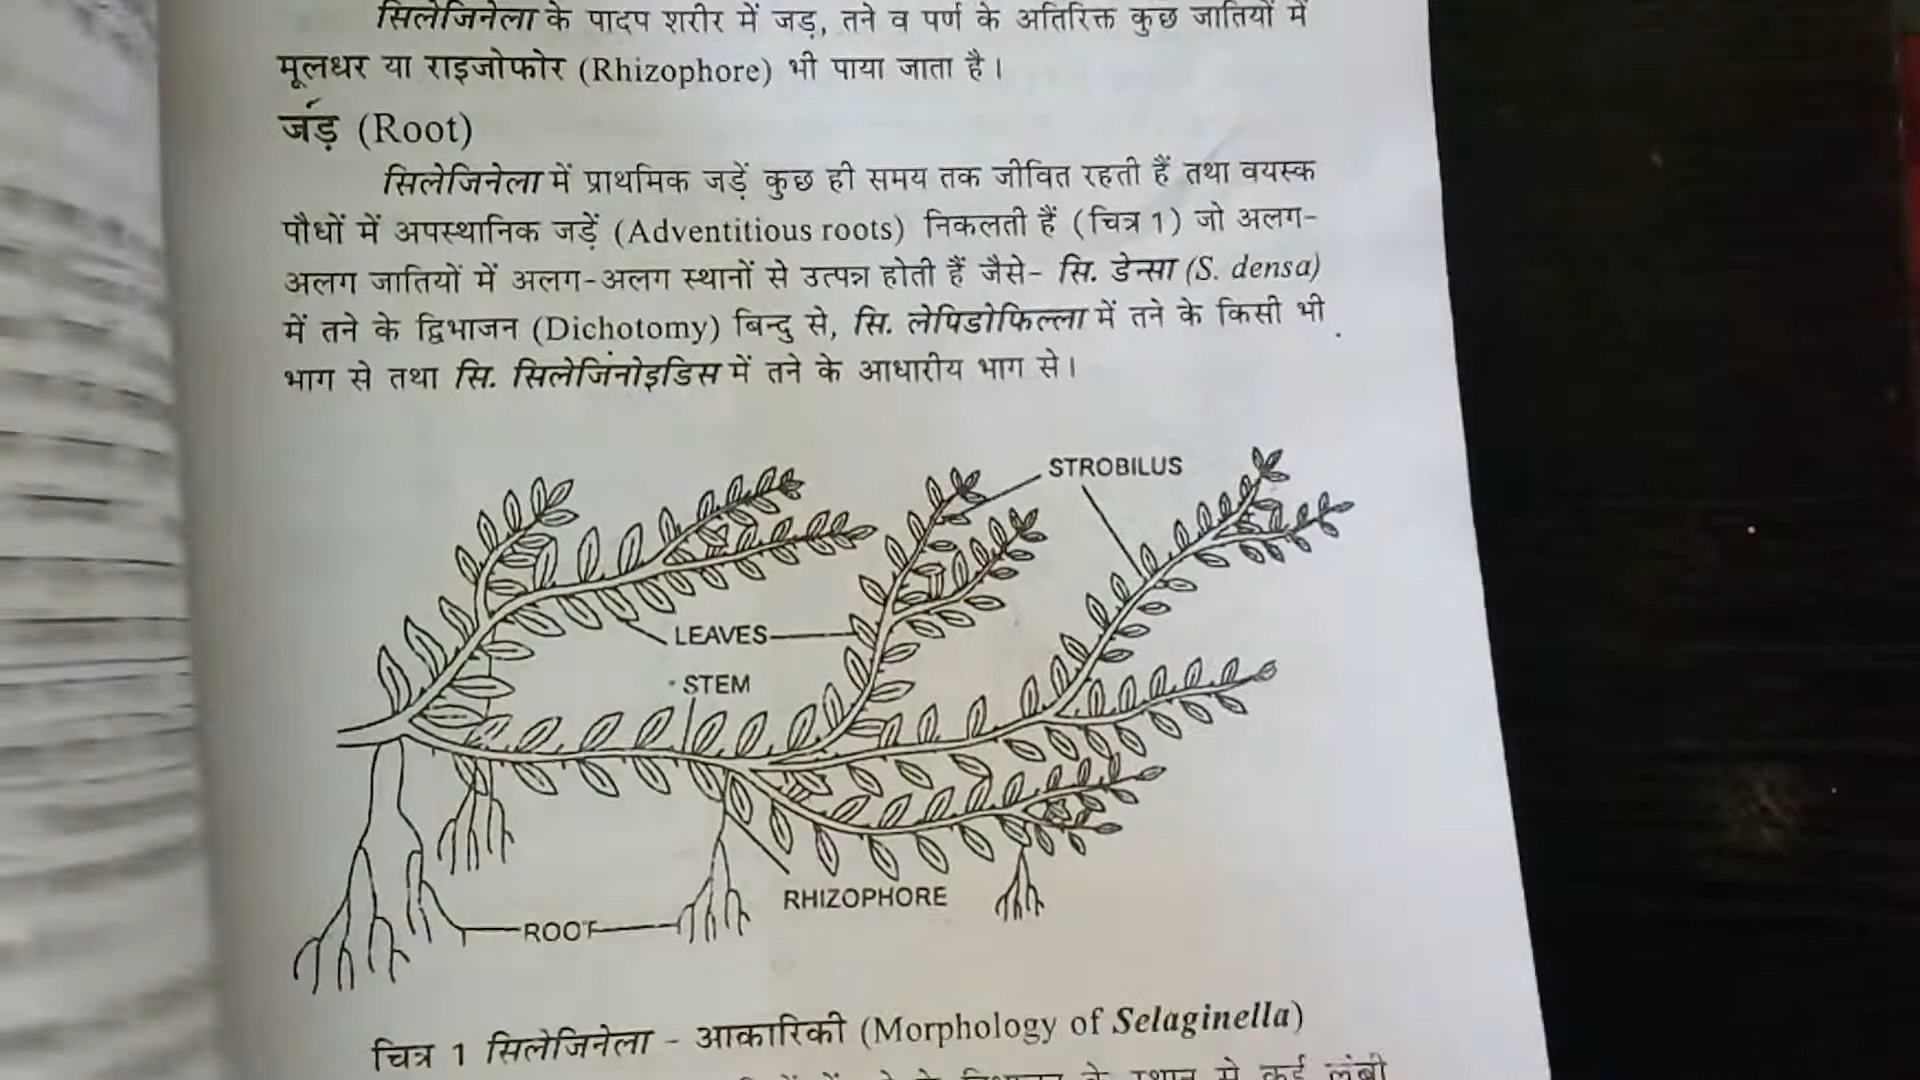 सिलेजिनेला के पादप शरीर में जड़, तने व पर्ण के अतिरिक्त कुछ जातियों में
मूलधर या राइजोफोर (Rhizophore) भी पाया जाता है।
जड़ (Root)
सिलेजिनेला में प्राथमिक जड़ें कुछ ही समय तक जीवित रहती हैं तथा वयस्क
पौधों में अपस्थानिक जड़ें (Adventitious roots) निकलती हैं (चित्र 1) जो अलग-
अलग जातियों में अलग-अलग स्थानों से उत्पन्न होती हैं जैसे- सि. डेन्सा (S. densa)
में तने के द्विभाजन (Dichotomy) बिन्दु से, सि. लेपिडोफिल्ला में तने के किसी भी
भाग से तथा सि. सिलेजिनोइडिस में तने के आधारीय भाग से।
STROBILUS
LEAVES
STEM
RHIZOPHORE
ROOT
चित्र 1 सिलेजिनेला - आकारिकी (Morphology of Selaginella)
के स्थान से कई लंबी